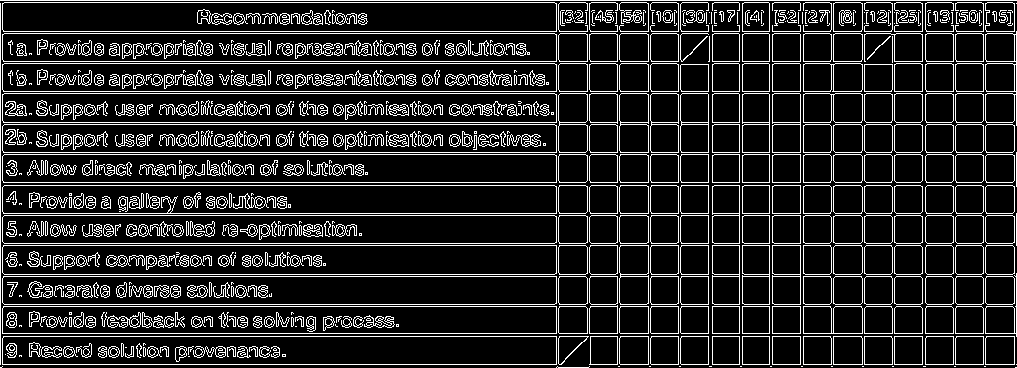 Recommendations [32] [45] [56] [10] [30] [17] [4] [52] [27] [8] [12] [25] [13] [50] [15]
1a. Provide appropriate visual representations of solutions.
1b. Provide appropriate visual representations of constraints.
2a. Support user modification of the optimisation constraints.
2b. Support user modification of the optimisation objectives.
3. Allow direct manipulation of solutions.
4. Provide a gallery of solutions.
5. Allow user controlled re-optimisation.
6. Support comparison of solutions.
7. Generate diverse solutions.
8. Provide feedback on the solving process.
9. Record solution provenance.